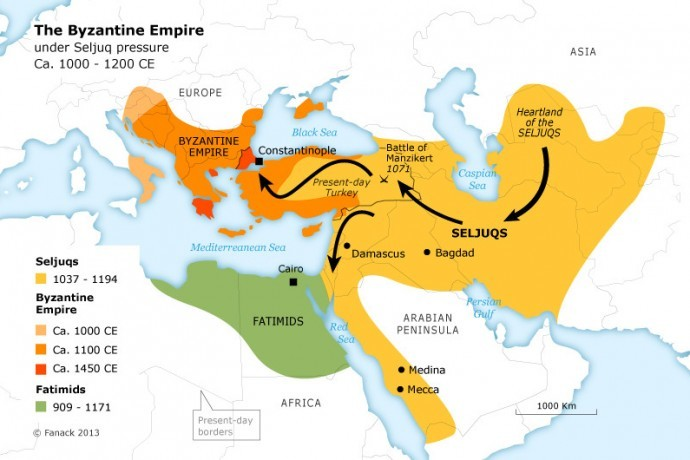 The Byzantine Empire
under Seljuq pressure
Ca. 1000 - 1200 CE
ASIA
EUROPE
Heartland
of the
SELJUQS
Black Sea
BYZANTINE
EMPIRE
Constantinople
Battle of
Manzikert
1071
Caspian
Sea
Present-day
Turkey
SELJUQS
Mediterranean Sea
Damascus
Bagdad
Cairo
Persian
Gulf
FATIMIDS
ARABIAN
PENINSULA
Red
Sea
Medina
Mecca
AFRICA
1000 Km
Present-day
borders
Seljuqs
1037 - 1194
Byzantine
Empire
Ca. 1000 CE
Ca. 1100 CE
Ca. 1450 CE
Fatimids
909 - 1171
© Fanack 2013